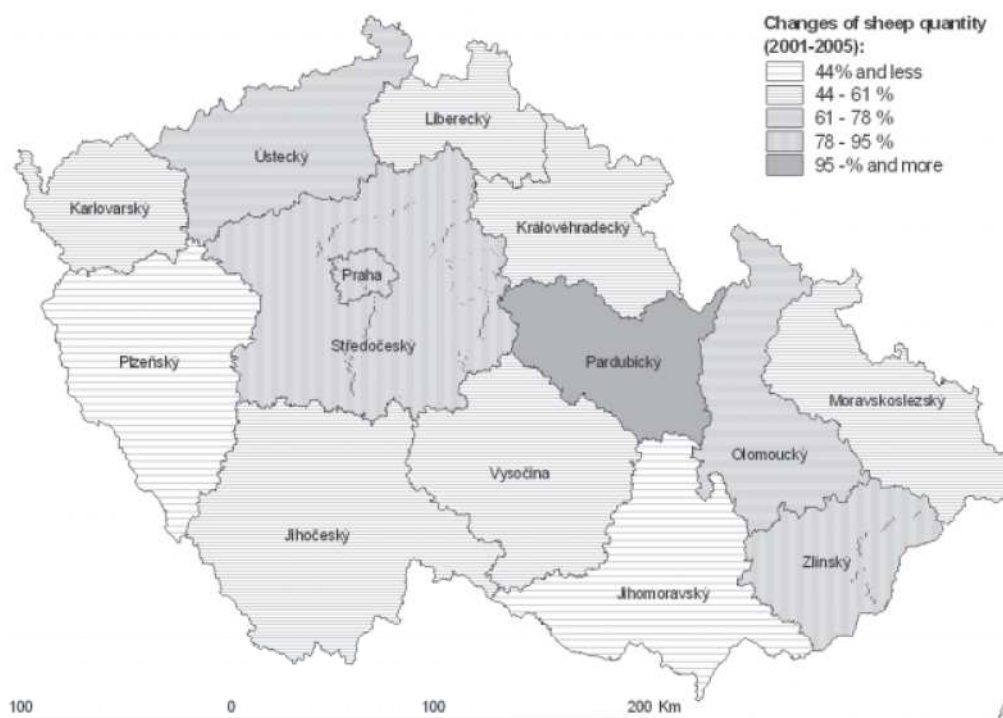 Changes of sheep quantity
(2001-2005):
44% and less
44 - 61 %
61 - 78 %
78 - 95 %
95 -% and more
Liberecký
Ústecký
Karlovarský
Královéhradecký
Praha
Středočeský
Plzeňský
Pardubický
Moravskoslezský
Olomoucký
Vysočina
Jihočeský
Zlínský
Jihomoravský
100 0 100 200 Km